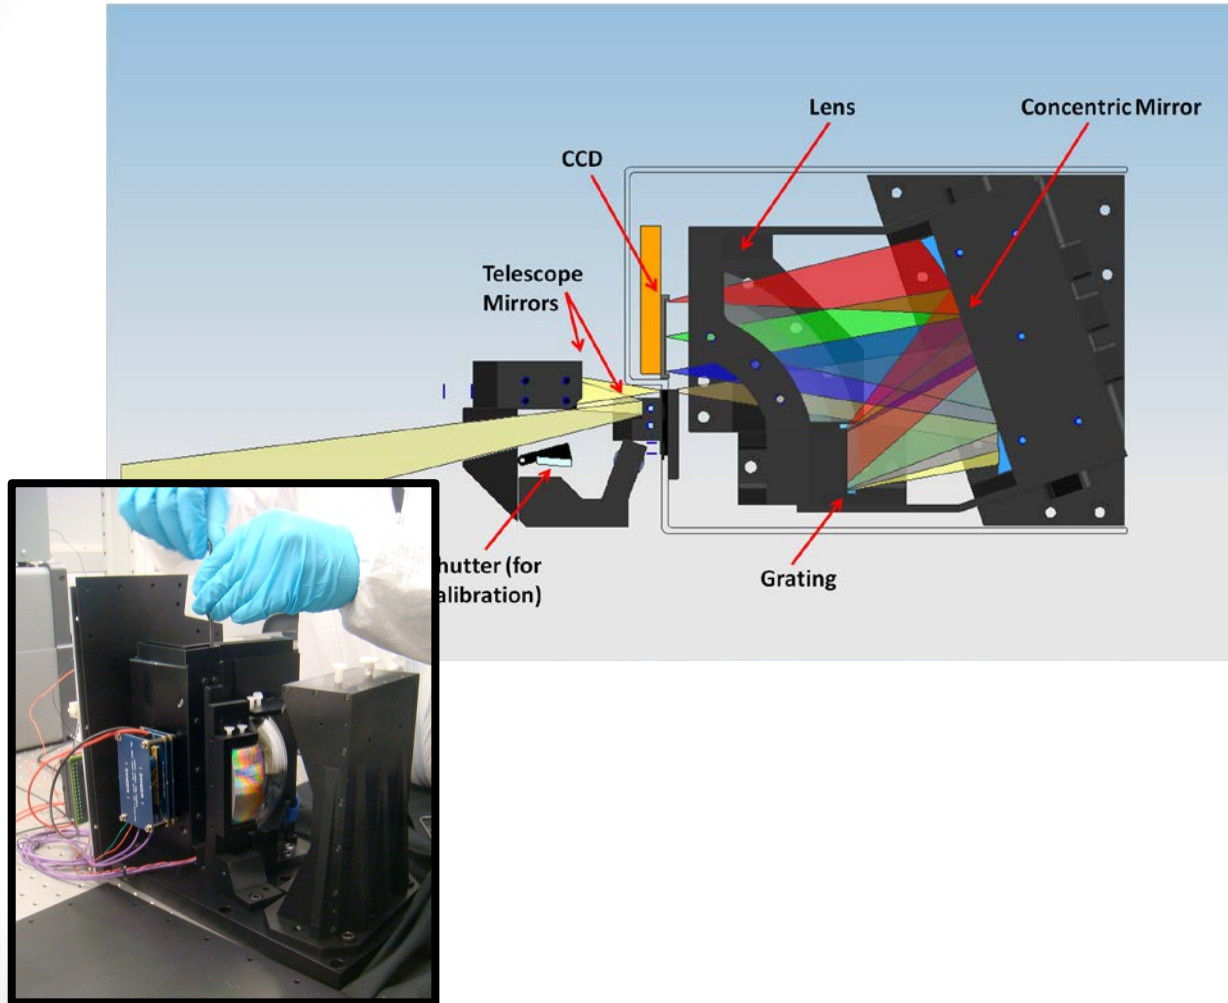 Lens
Concentric Mirror
CCD
Telescope
Mirrors
hutter (for
alibration)
Grating